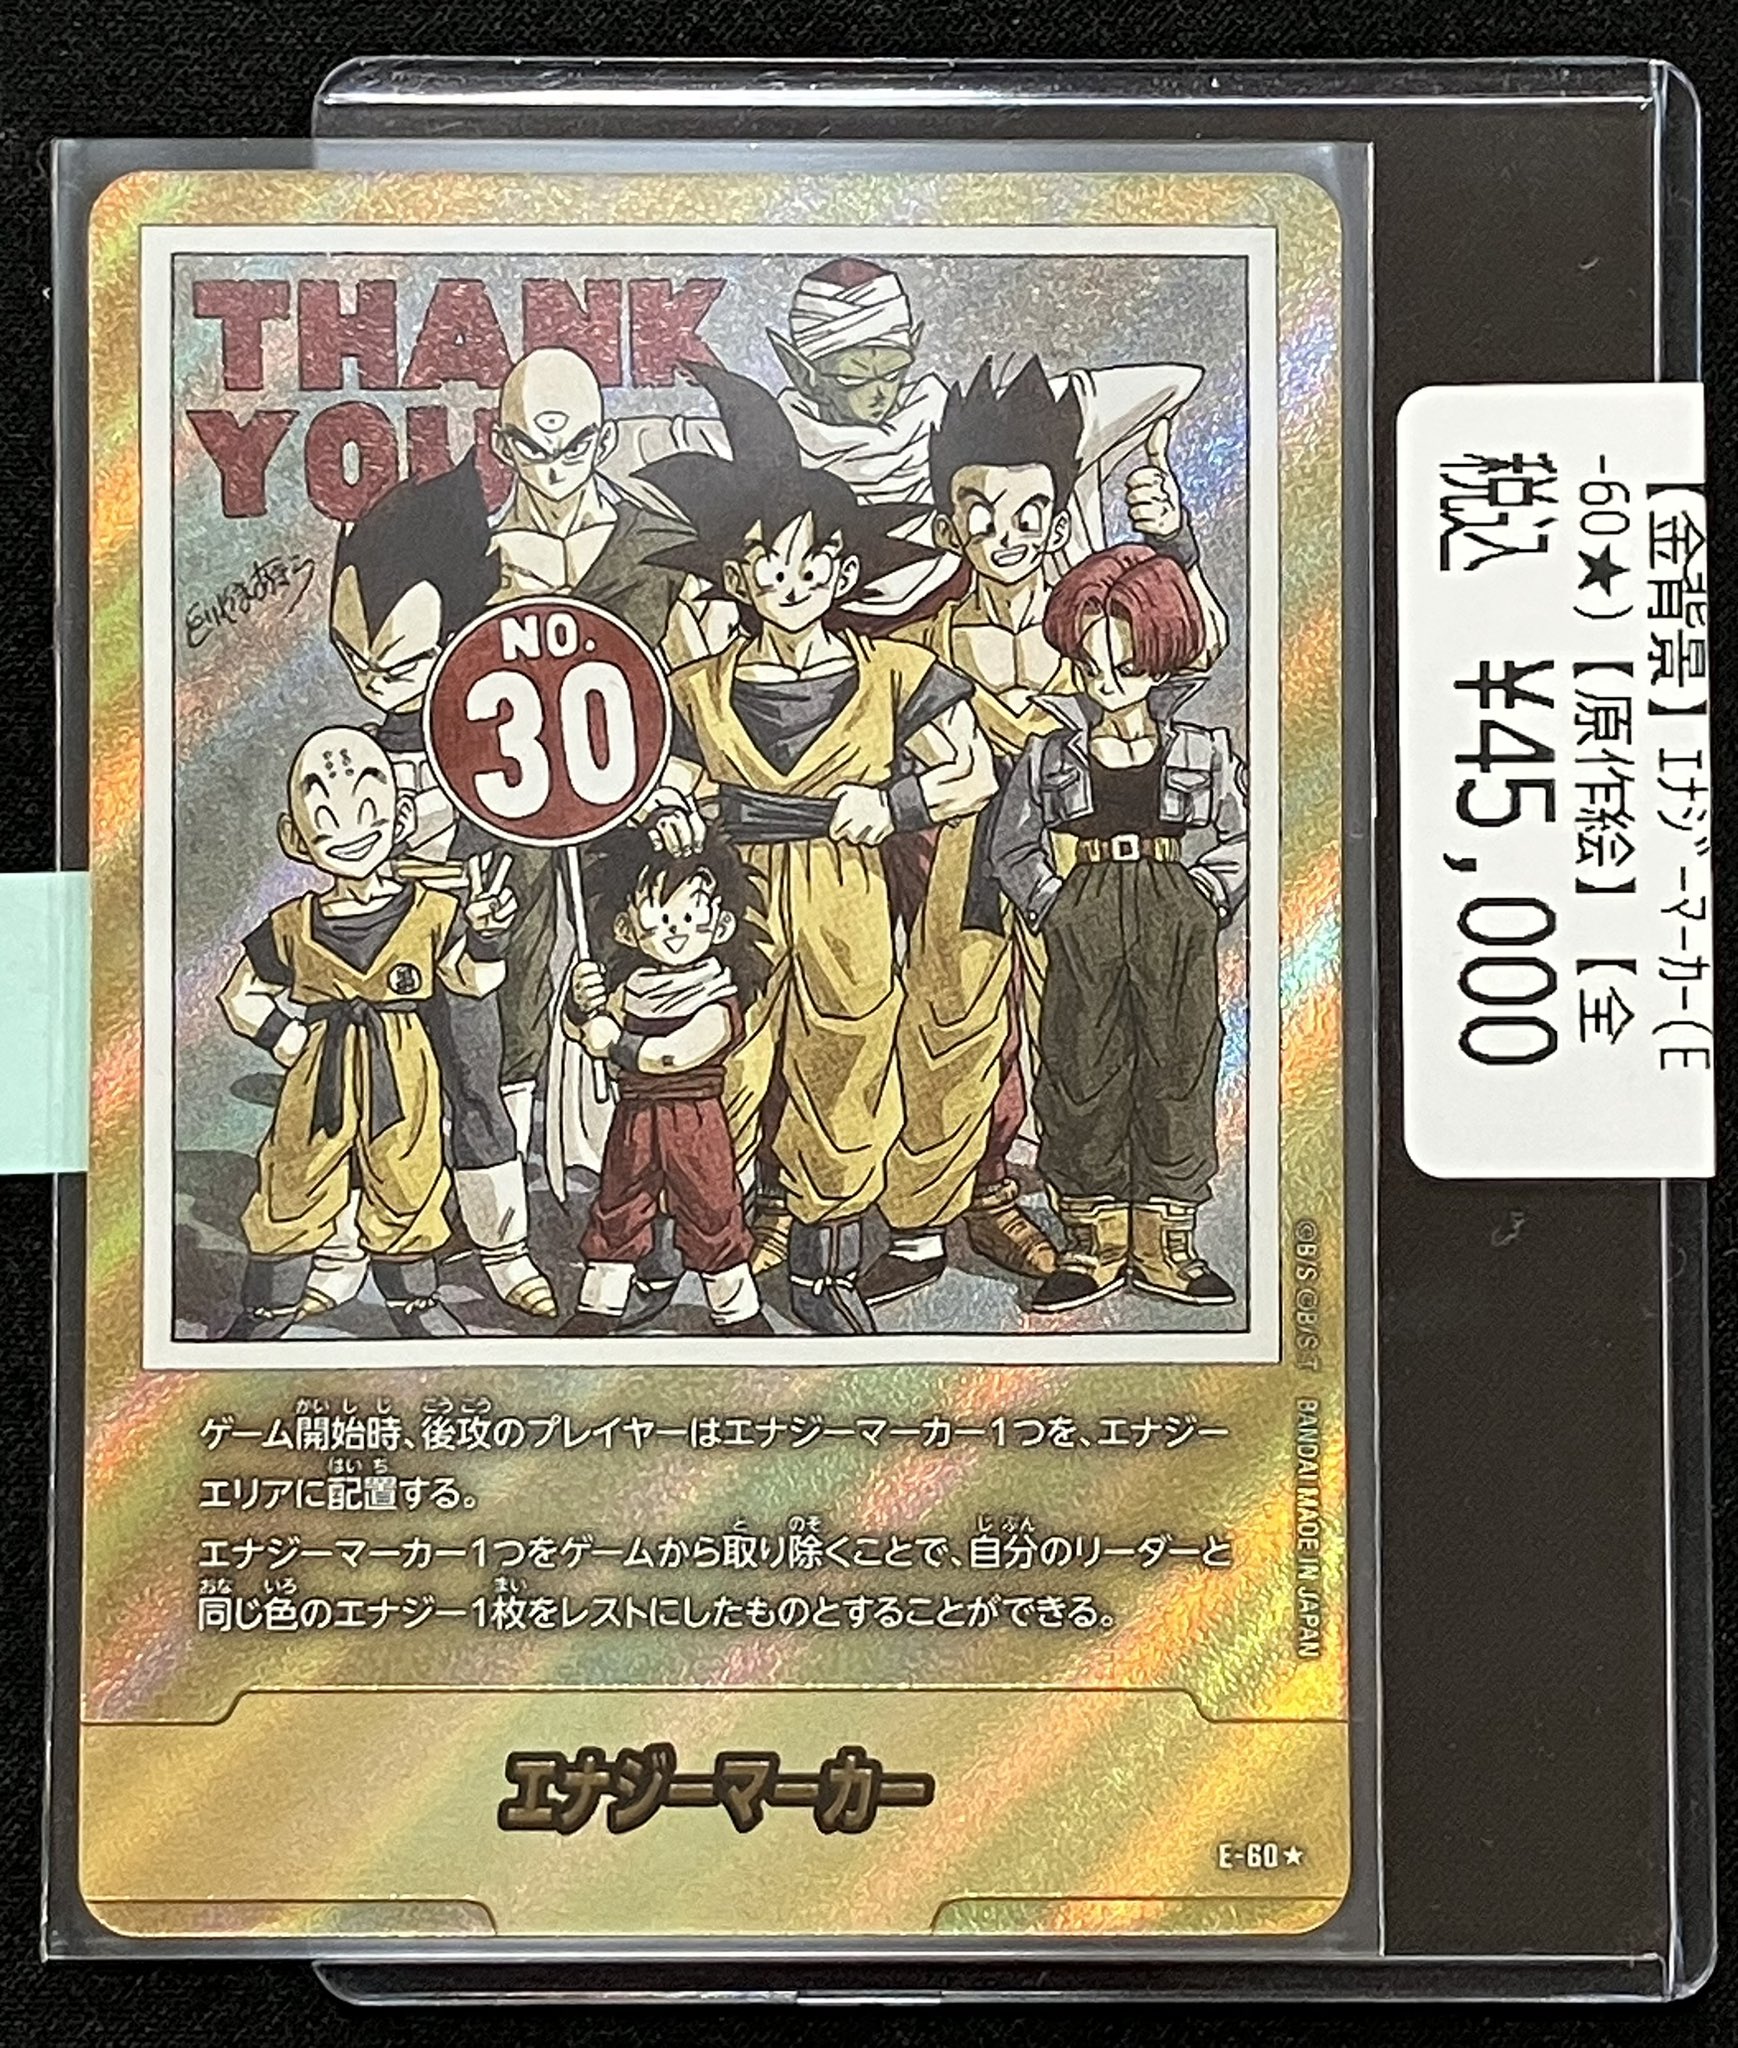 THANK
YOU
とりやまあきら
NO.
30
ゲーム開始時、後攻のプレイヤーはエナジーマーカー1つを、エナジー
エリアに配置する。
エナジーマーカー1つをゲームから取り除くことで、自分のリーダーと
同じ色のエナジー1枚をレストにしたものとすることができる。
エナジーマーカー
E-60★
©B/S ©B/S・T BANDAI MADE IN JAPAN
【金背景】エナジーマーカー(E
-60★)【原作絵】【全
税込 ¥45,000